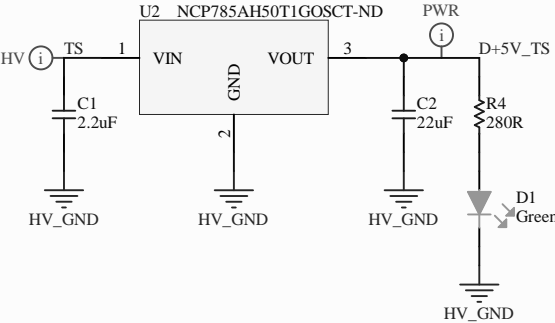 U2 NCP785AH50T1GOSCT-ND
PWR
HV i TS 1 VIN VOUT 3 i D+5V_TS
GND
C1
2.2uF
C2
22uF
R4
280R
2
D1
Green
HV_GND HV_GND HV_GND
HV_GND